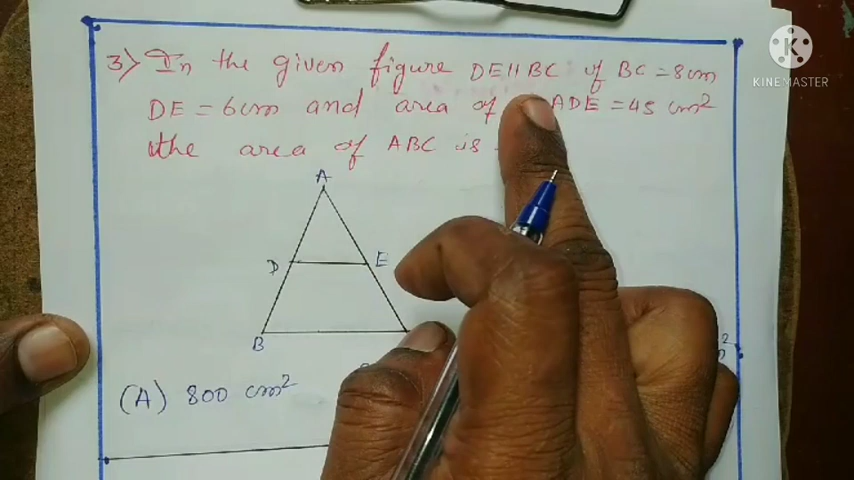 3) In the given figure DE || BC if BC = 8cm
DE = 6cm and area of ADE = 45 cm²
the area of ABC is
A
D
E
B
(A) 800 cm²
K
KINEMASTER